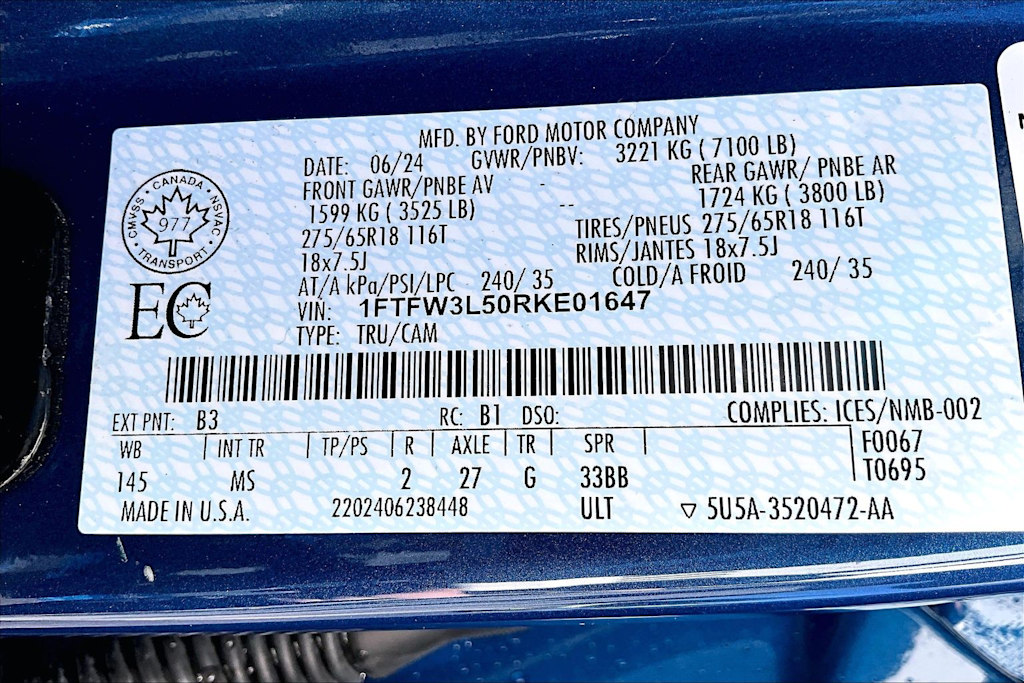 MFD. BY FORD MOTOR COMPANY
DATE: 06/24 GVWR/PNBV: 3221 KG ( 7100 LB)
FRONT GAWR/PNBE AV - REAR GAWR/ PNBE AR
1599 KG ( 3525 LB) -- 1724 KG ( 3800 LB)
275/65R18 116T TIRES/PNEUS 275/65R18 116T
18x7.5J RIMS/JANTES 18x7.5J
AT/A kPa/PSI/LPC 240/ 35 COLD/A FROID 240/ 35
VIN: 1FTFW3L50RKE01647
TYPE: TRU/CAM
CMVSS · CANADA · NSVAC · TRANSPORT ·
977
EC
EXT PNT: B3 RC: B1 DSO: COMPLIES: ICES/NMB-002
WB INT TR TP/PS R AXLE TR SPR F0067
145 MS 2 27 G 33BB T0695
MADE IN U.S.A. 2202406238448 ULT ▽ 5U5A-3520472-AA